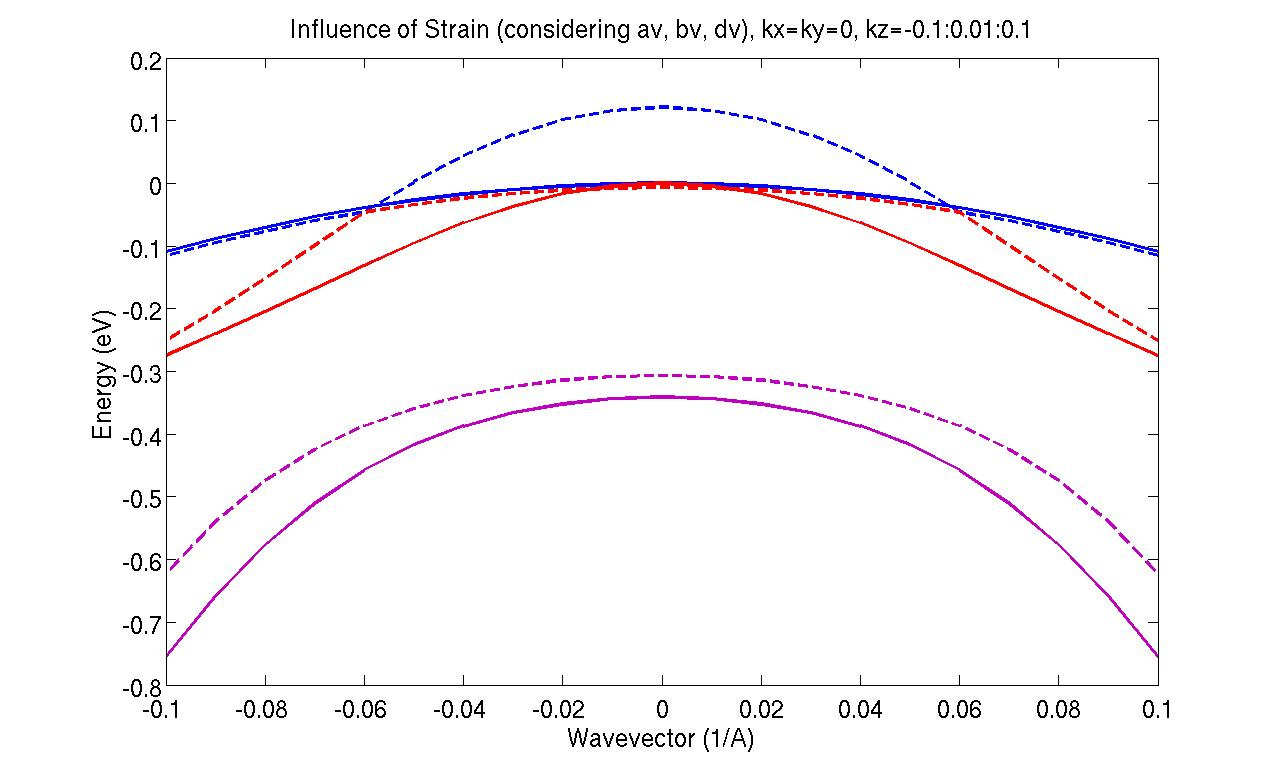 Influence of Strain (considering av, bv, dv), kx=ky=0, kz=-0.1:0.01:0.1
0.2
0.1
0
-0.1
-0.2
-0.3
-0.4
-0.5
-0.6
-0.7
-0.8
Energy (eV)
-0.1 -0.08 -0.06 -0.04 -0.02 0 0.02 0.04 0.06 0.08 0.1
Wavevector (1/A)